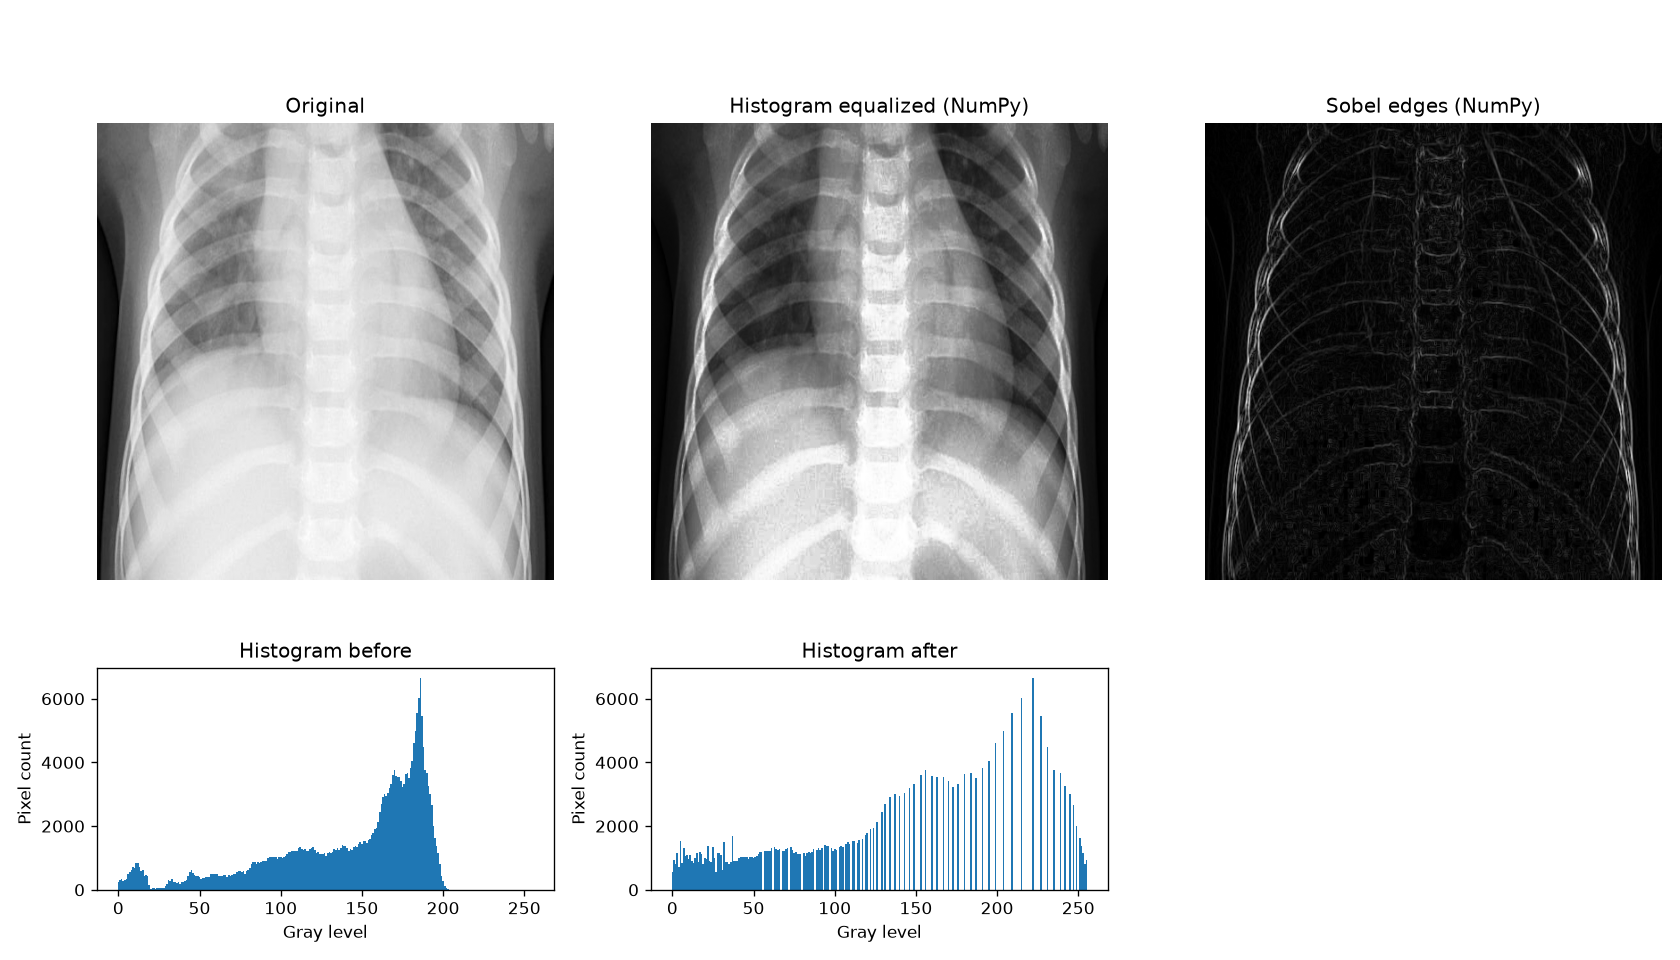 Original
Histogram equalized (NumPy)
Sobel edges (NumPy)
Histogram before
Pixel count
6000
4000
2000
0
0 50 100 150 200 250
Gray level
Histogram after
Pixel count
6000
4000
2000
0
0 50 100 150 200 250
Gray level